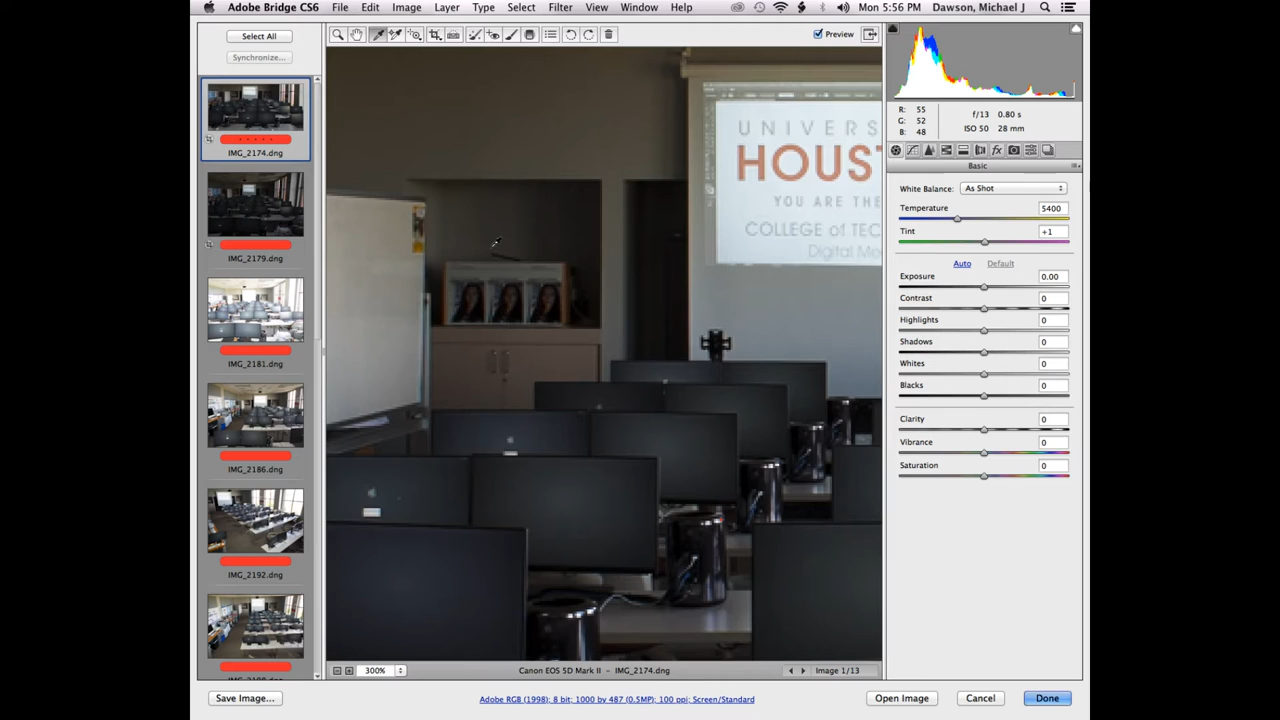 Adobe Bridge CS6 File Edit Image Layer Type Select Filter View Window Help Mon 5:56 PM Dawson, Michael J
Select All
Synchronize...
Preview
IMG_2174.dng
IMG_2179.dng
IMG_2181.dng
IMG_2186.dng
IMG_2192.dng
UNIVERS
HOUST
YOU ARE THE
COLLEGE of TEC
Digital Me
R: 55
G: 52
B: 48
f/13 0.80 s
ISO 50 28 mm
Basic
White Balance: As Shot
Temperature 5400
Tint +1
Auto Default
Exposure 0.00
Contrast 0
Highlights 0
Shadows 0
Whites 0
Blacks 0
Clarity 0
Vibrance 0
Saturation 0
300% Canon EOS 5D Mark II - IMG_2174.dng Image 1/13
Save Image... Adobe RGB (1998); 8 bit; 1000 by 487 (0.5MP); 100 ppi; Screen/Standard Open Image Cancel Done